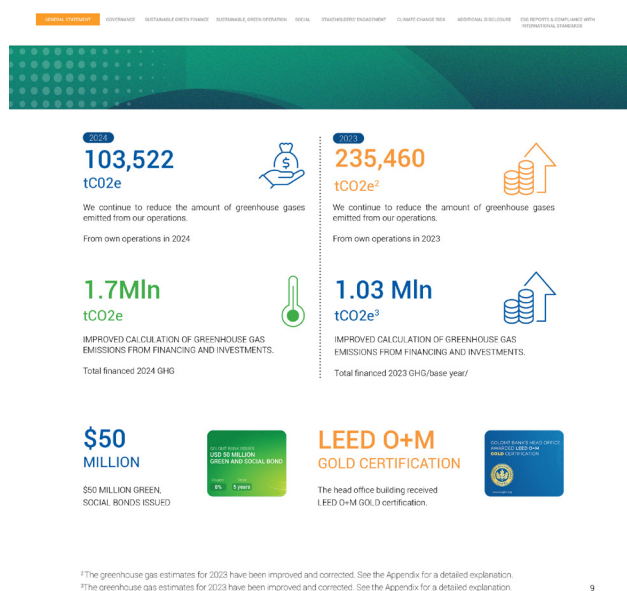 GENERAL STATEMENT
GOVERNANCE
SUSTAINABLE GREEN FINANCE
SUSTAINABLE, GREEN OPERATION
SOCIAL
STAKEHOLDERS' ENGAGEMENT
CLIMATE CHANGE RISK
ADDITIONAL DISCLOSURE
ESG REPORTS & COMPLIANCE WITH
INTERNATIONAL STANDARDS
2024
103,522
tC02e
We continue to reduce the amount of greenhouse gases
emitted from our operations.
From own operations in 2024
2023
235,460
tCO2e²
We continue to reduce the amount of greenhouse gases
emitted from our operations.
From own operations in 2023
1.7Mln
tCO2e
IMPROVED CALCULATION OF GREENHOUSE GAS
EMISSIONS FROM FINANCING AND INVESTMENTS.
Total financed 2024 GHG
1.03 Mln
tCO2e³
IMPROVED CALCULATION OF GREENHOUSE GAS
EMISSIONS FROM FINANCING AND INVESTMENTS.
Total financed 2023 GHG/base year/
$50
MILLION
$50 MILLION GREEN,
SOCIAL BONDS ISSUED
GOLOMT BANK ISSUES
USD 50 MILLION
GREEN AND SOCIAL BOND
5 years
LEED O+M
GOLD CERTIFICATION
The head office building received
LEED O+M GOLD certification.
GOLOMT BANK'S HEAD OFFICE
AWARDED LEED O+M
GOLD CERTIFICATION
²The greenhouse gas estimates for 2023 have been improved and corrected. See the Appendix for a detailed explanation.
³The greenhouse gas estimates for 2023 have been improved and corrected. See the Appendix for a detailed explanation.
9